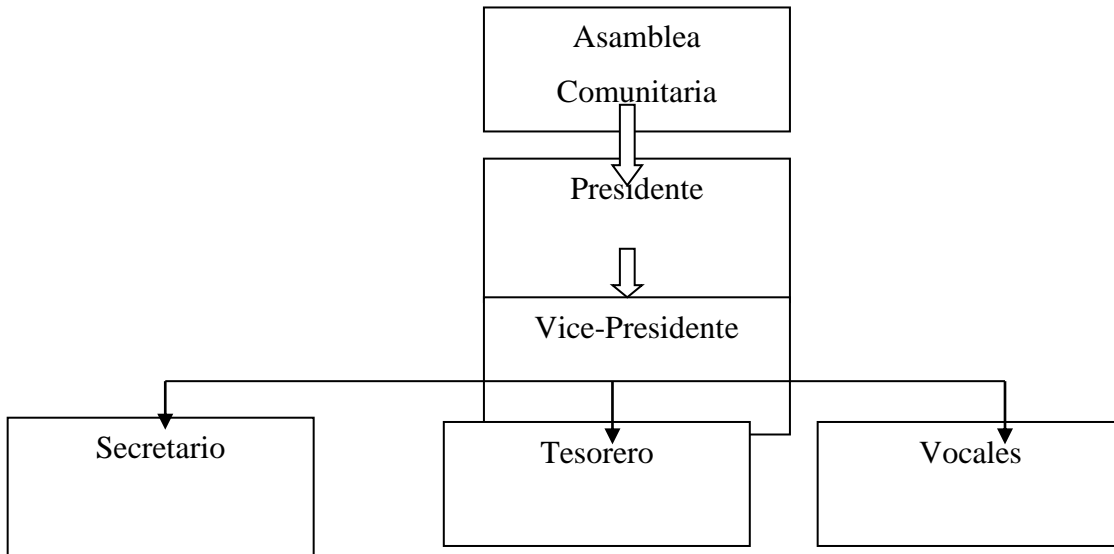 Asamblea
Comunitaria
Presidente
Vice-Presidente
Secretario
Tesorero
Vocales